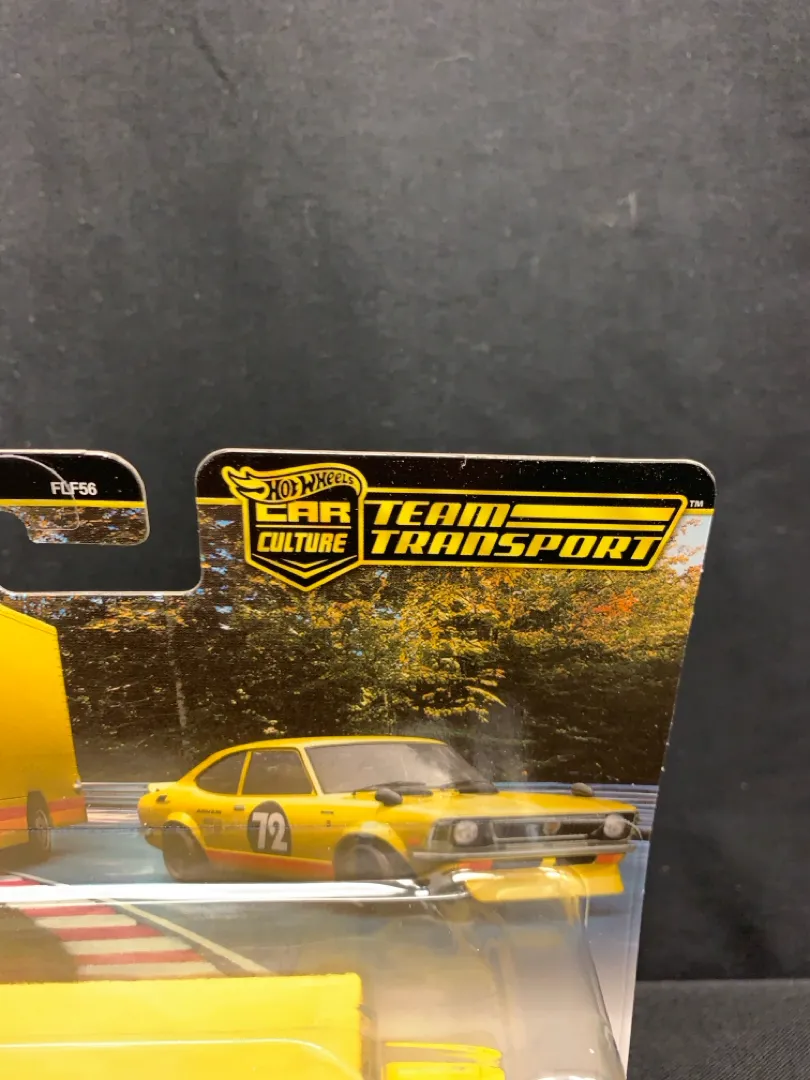 FLF56
HOT WHEELS
CAR
CULTURE
TEAM
TRANSPORT
TM
72